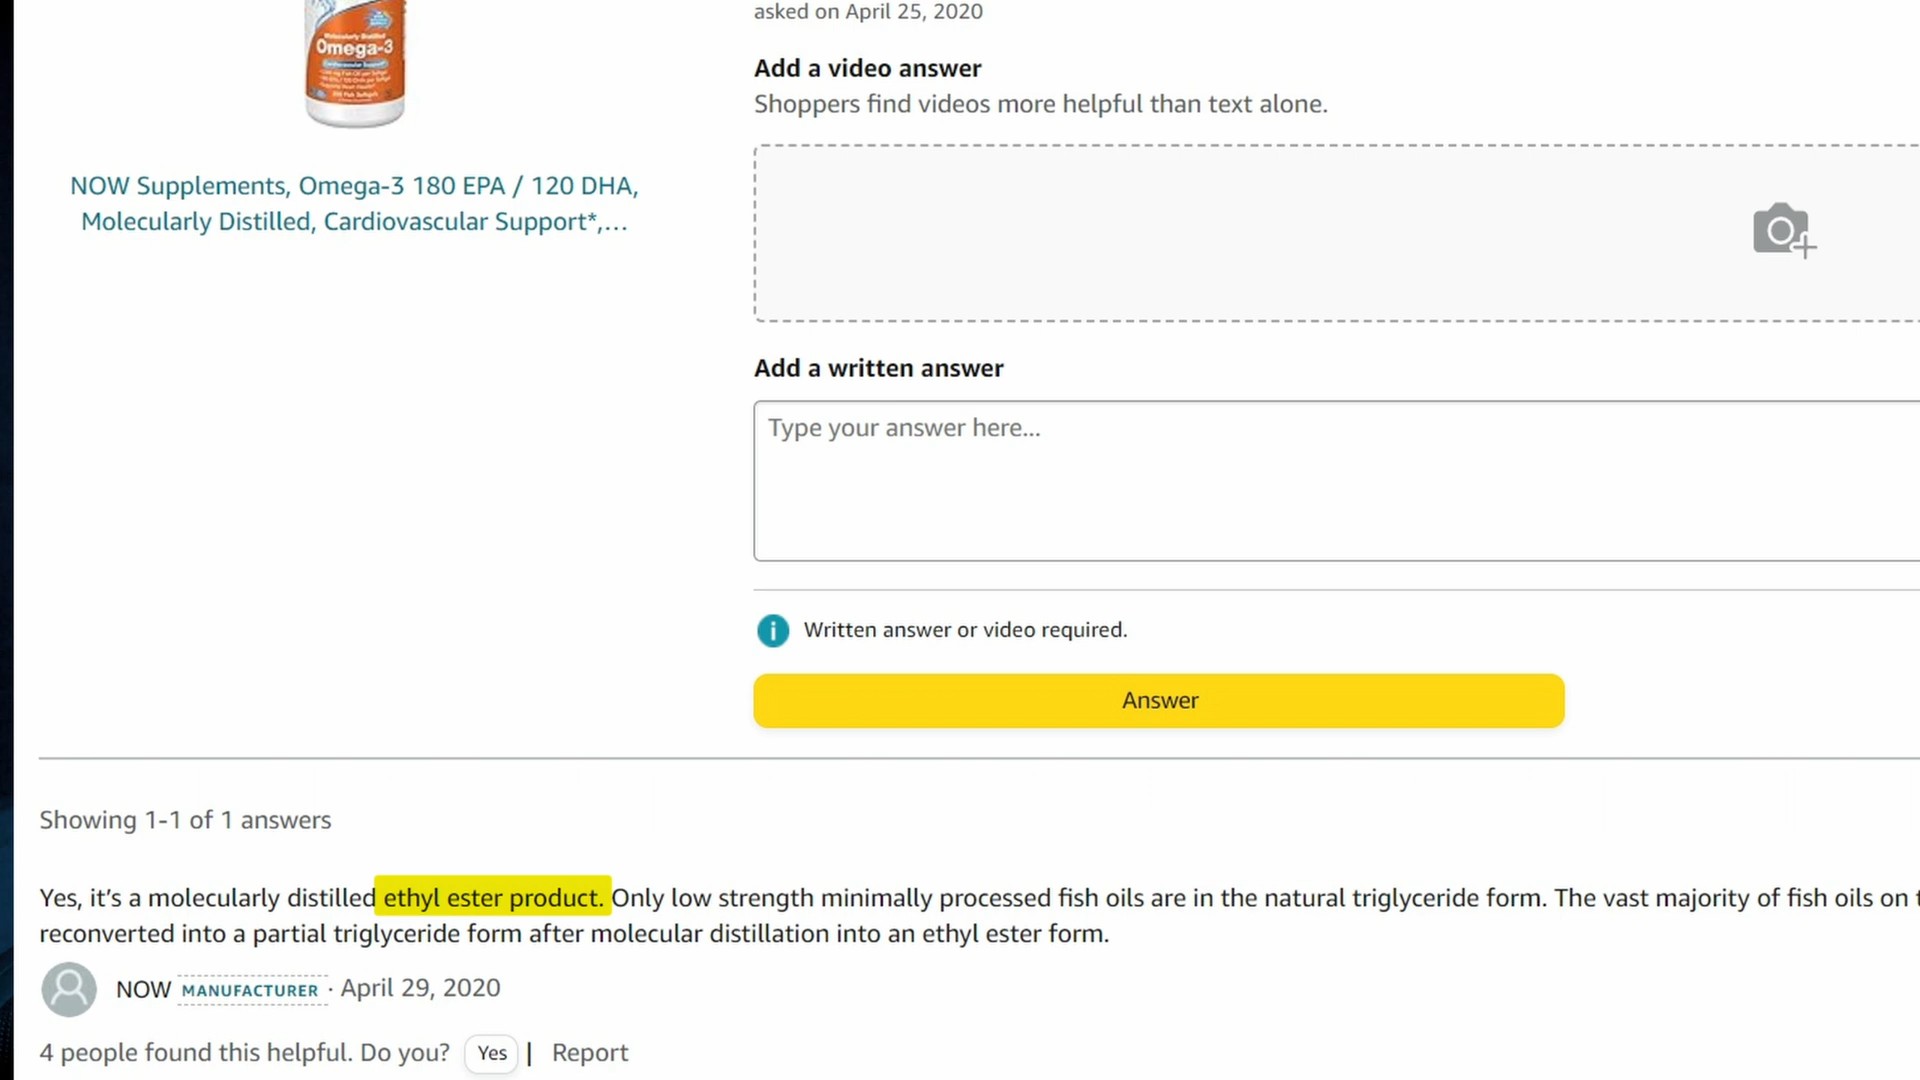 asked on April 25, 2020
Add a video answer
Shoppers find videos more helpful than text alone.
Omega-3
NOW Supplements, Omega-3 180 EPA / 120 DHA,
Molecularly Distilled, Cardiovascular Support*,...
Add a written answer
Type your answer here...
Written answer or video required.
Answer
Showing 1-1 of 1 answers
Yes, it's a molecularly distilled ethyl ester product. Only low strength minimally processed fish oils are in the natural triglyceride form. The vast majority of fish oils on
reconverted into a partial triglyceride form after molecular distillation into an ethyl ester form.
NOW MANUFACTURER · April 29, 2020
4 people found this helpful. Do you? Yes | Report